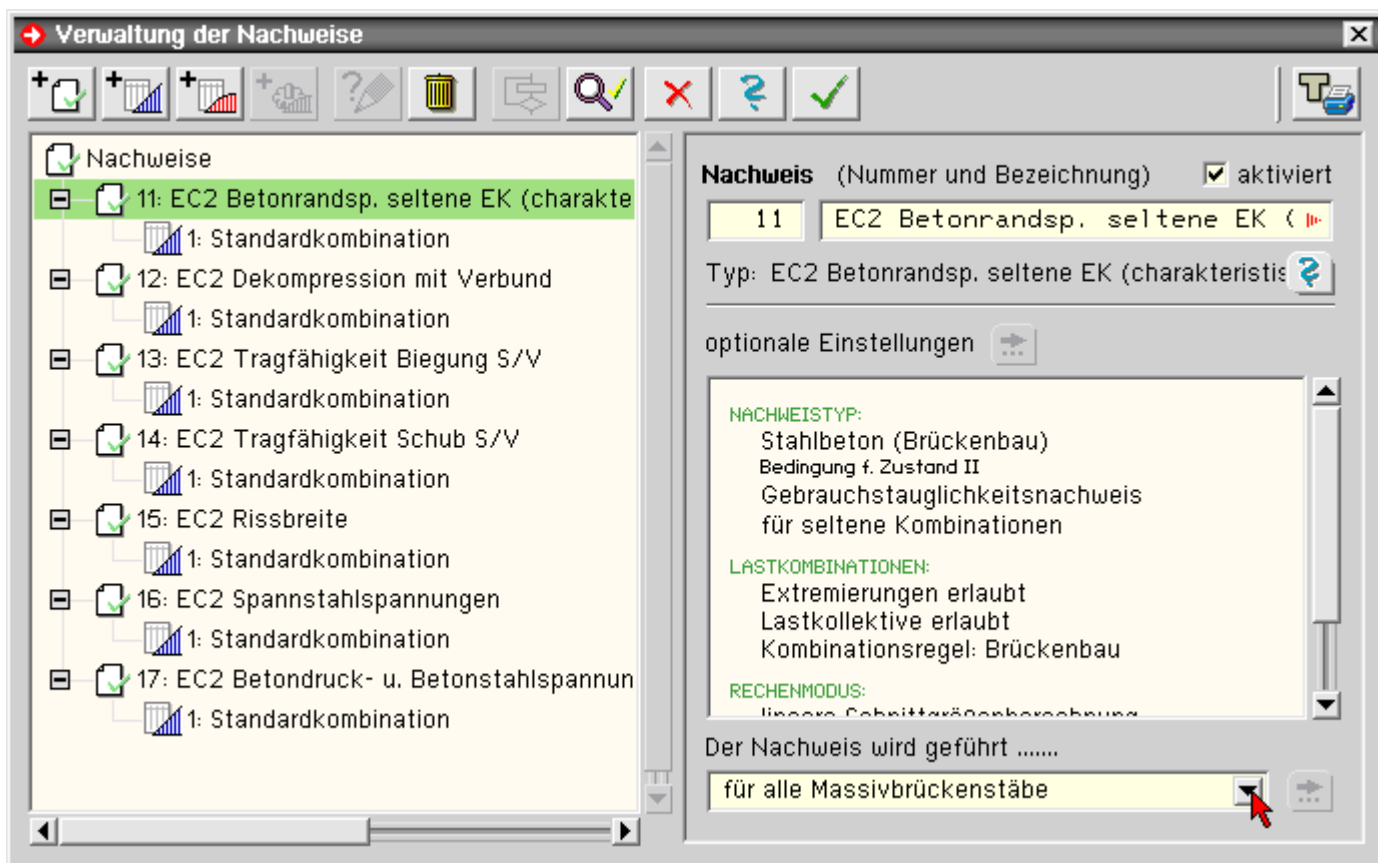 Verwaltung der Nachweise
Nachweise
11: EC2 Betonrandsp. seltene EK (charakte
1: Standardkombination
12: EC2 Dekompression mit Verbund
1: Standardkombination
13: EC2 Tragfähigkeit Biegung S/V
1: Standardkombination
14: EC2 Tragfähigkeit Schub S/V
1: Standardkombination
15: EC2 Rissbreite
1: Standardkombination
16: EC2 Spannstahlspannungen
1: Standardkombination
17: EC2 Betondruck- u. Betonstahlspannun
1: Standardkombination
Nachweis (Nummer und Bezeichnung) aktiviert
11 EC2 Betonrandsp. seltene EK (
Typ: EC2 Betonrandsp. seltene EK (charakteristis
optionale Einstellungen
NACHWEISTYP:
Stahlbeton (Brückenbau)
Bedingung f. Zustand II
Gebrauchstauglichkeitsnachweis
für seltene Kombinationen
LASTKOMBINATIONEN:
Extremierungen erlaubt
Lastkollektive erlaubt
Kombinationsregel: Brückenbau
RECHENMODUS:
lineare Schnittgrößenberechnung
Der Nachweis wird geführt .......
für alle Massivbrückenstäbe